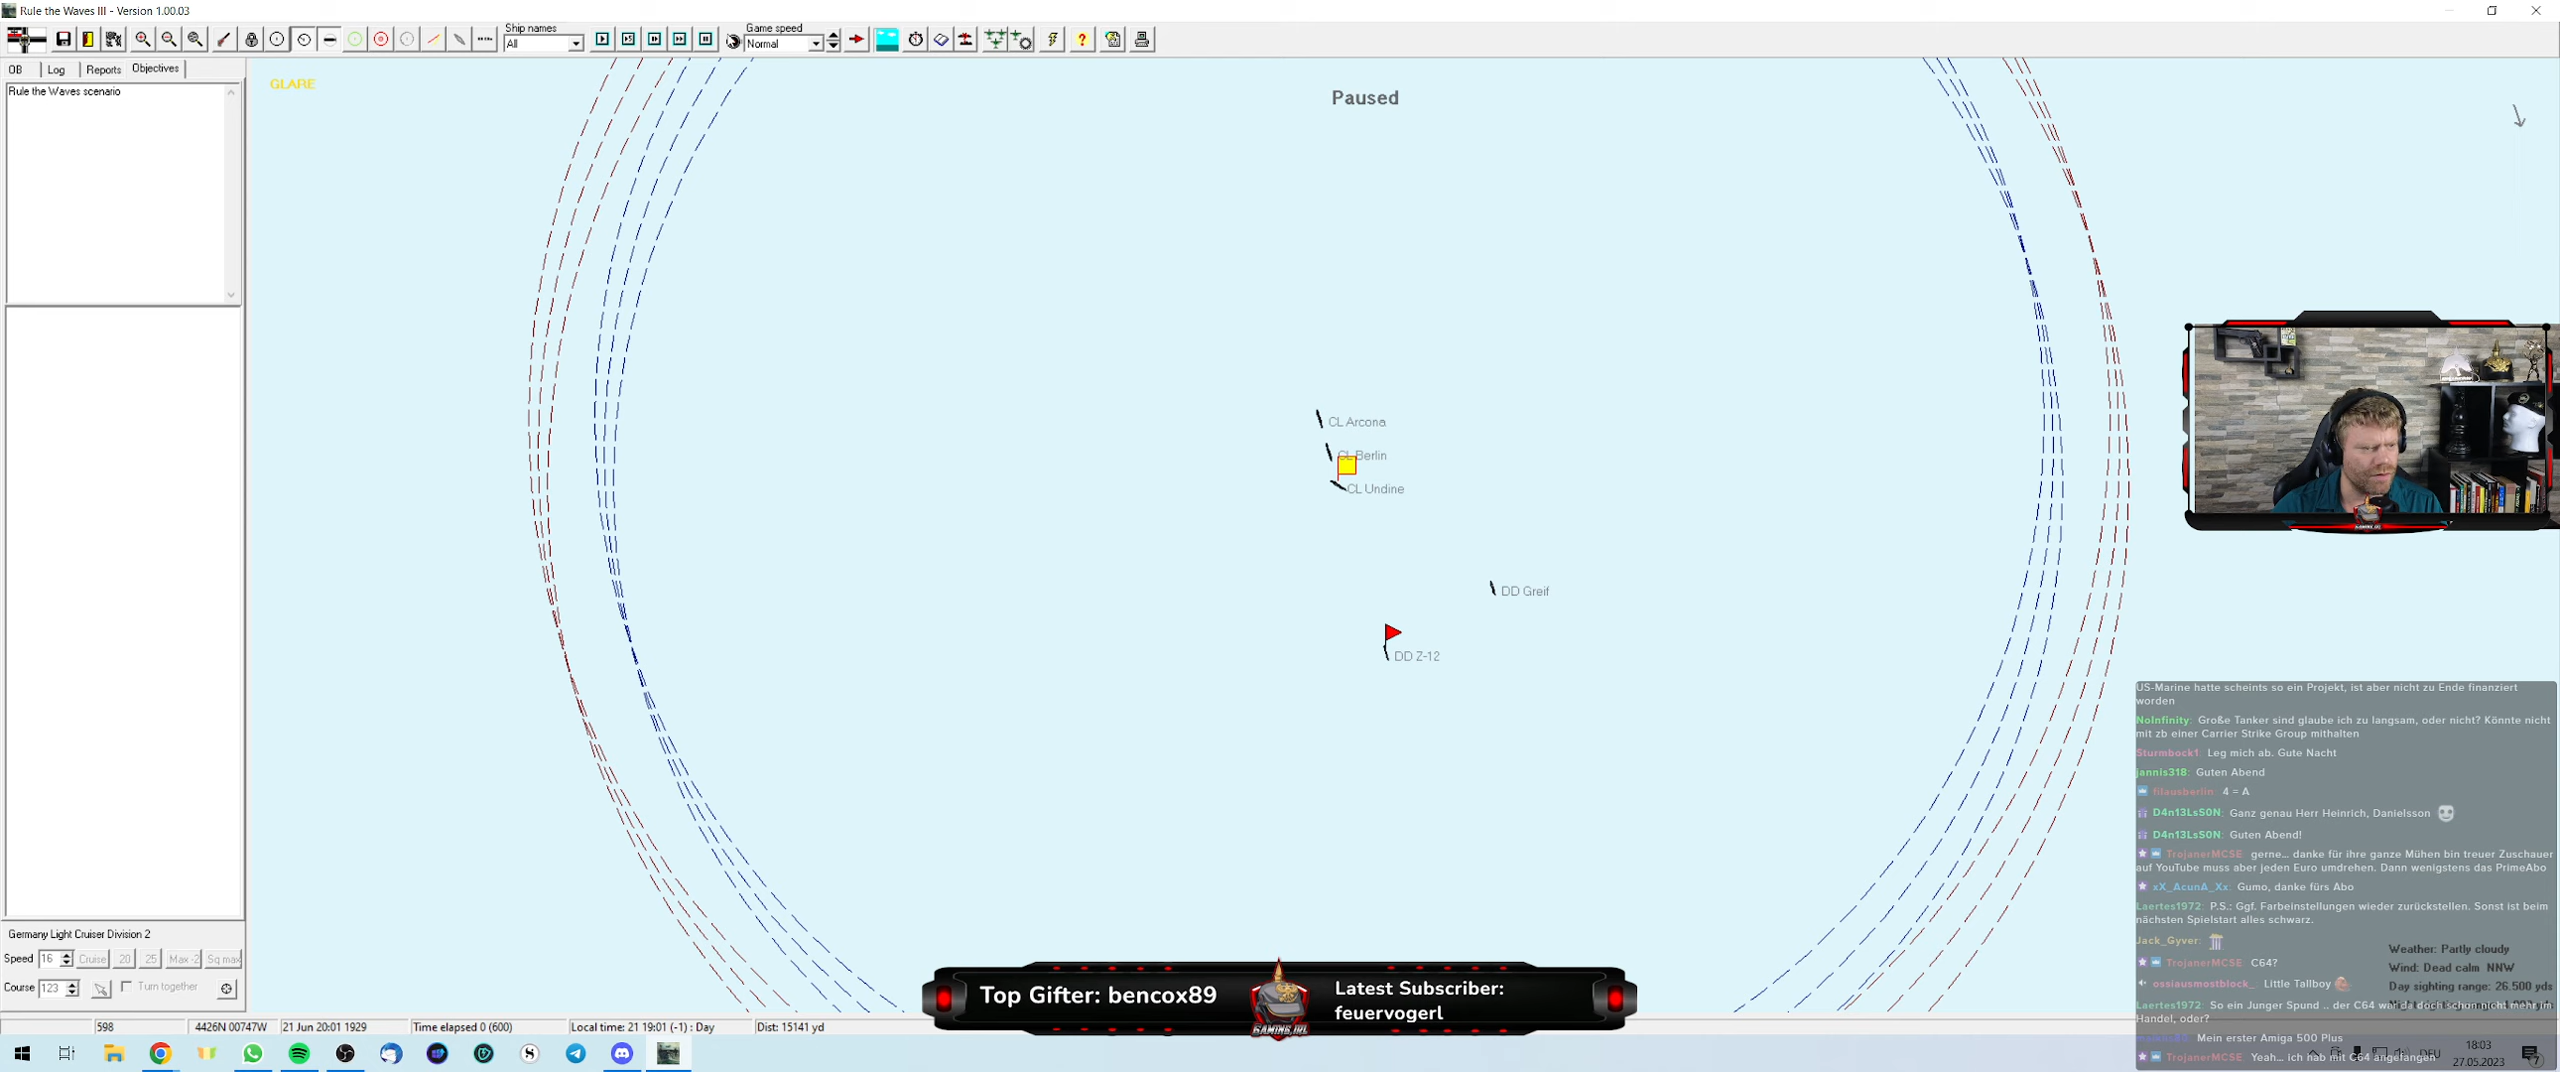 Rule the Waves III - Version 1.00.03
Ship names
All
Game speed
Normal
OB
Log
Reports
Objectives
Rule the Waves scenario
GLARE
Paused
CL Arcona
CL Berlin
CL Undine
DD Greif
DD Z-12
US-Marine hatte scheints so ein Projekt, ist aber nicht zu Ende finanziert
worden
NoInfinity: Große Tanker sind glaube ich zu langsam, oder nicht? Könnte nicht
mit zb einer Carrier Strike Group mithalten
Sturmbock1: Leg mich ab. Gute Nacht
jannis318: Guten Abend
filausberlin: 4 = A
D4n13LsS0N: Ganz genau Herr Heinrich, Danielsson
D4n13LsS0N: Guten Abend!
TrojanerMCSE: gerne... danke für ihre ganze Mühen bin treuer Zuschauer
auf YouTube muss aber jeden Euro umdrehen. Dann wenigstens das PrimeAbo
xX_AcunA_Xx: Gumo, danke fürs Abo
Laertes1972: P.S.: Ggf. Farbeinstellungen wieder zurückstellen. Sonst ist beim
nächsten Spielstart alles schwarz.
Jack_Gyver:
TrojanerMCSE: C64?
ossiausmostblock_: Little Tallboy
Laertes1972: So ein Junger Spund .. der C64 war da doch schon nicht mehr im
Handel, oder?
Mein erster Amiga 500 Plus
TrojanerMCSE: Yeah... ich hab mit C64 angefangen
Weather: Partly cloudy
Wind: Dead calm NNW
Day sighting range: 26.500 yds
Germany Light Cruiser Division 2
Speed 16 Cruise 20 25 Max -2 Sq max
Course 123 Turn together
Top Gifter: bencox89
GAMING_IRL
Latest Subscriber:
feuervogerl
598
4426N 00747W
21 Jun 20:01 1929
Time elapsed 0 (600)
Local time: 21 19:01 (-1) : Day
Dist: 15141 yd
DEU
18:03
27.05.2023
7